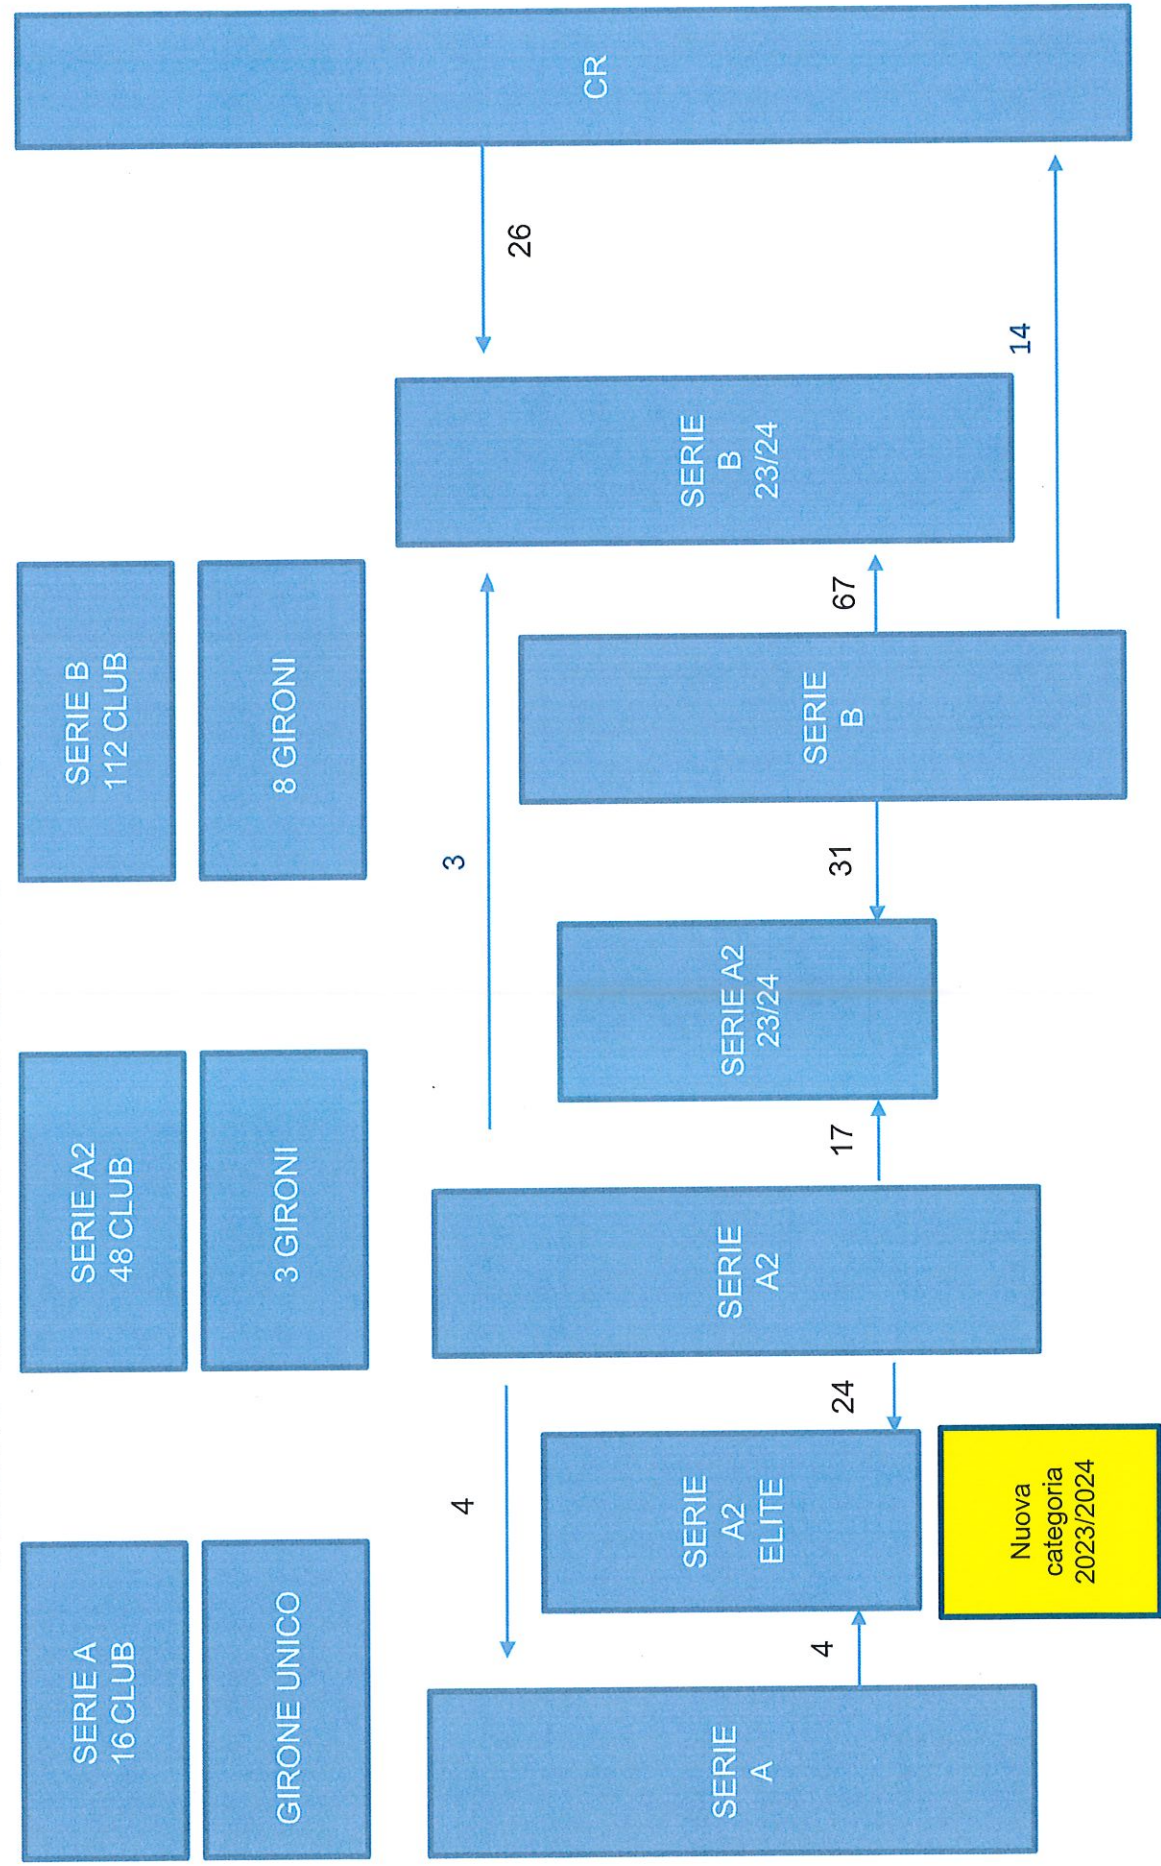 SERIE A
16 CLUB
SERIE A2
48 CLUB
SERIE B
112 CLUB
GIRONE UNICO
3 GIRONI
8 GIRONI
CR
4
3
26
SERIE
A
4
SERIE
A2
ELITE
24
SERIE
A2
17
SERIE A2
23/24
31
SERIE
B
67
SERIE
B
23/24
14
Nuova
categoria
2023/2024